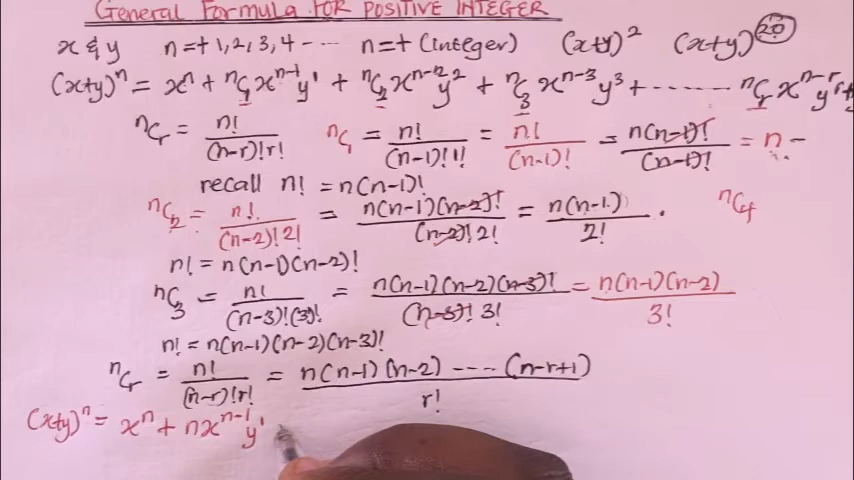 General Formula FOR POSITIVE INTEGER
x & y n=+1,2,3,4---- n=+(integer) (x+y)² (x+y)²⁰
(x+y)ⁿ = xⁿ + ⁿC₁xⁿ⁻¹y¹ + ⁿC₂xⁿ⁻²y² + ⁿC₃xⁿ⁻³y³ +------- ⁿCᵣxⁿ⁻ʳyʳ+
ⁿCᵣ = n!/(n-r)!r! ⁿC₁ = n!/(n-1)!1! = n!/(n-1)! = n(n-1)!/(n-1)! = n-
recall n! = n(n-1)!
ⁿC₂ = n!/(n-2)!2! = n(n-1)(n-2)!/(n-2)!2! = n(n-1)/2! . ⁿC₄
n! = n(n-1)(n-2)!
ⁿC₃ = n!/(n-3)!(3)! = n(n-1)(n-2)(n-3)!/(n-3)!3! = n(n-1)(n-2)/3!
n! = n(n-1)(n-2)(n-3)!
ⁿCᵣ = n!/(n-r)!r! = n(n-1)(n-2)----(n-r+1)/r!
(x+y)ⁿ = xⁿ + nxⁿ⁻¹y¹